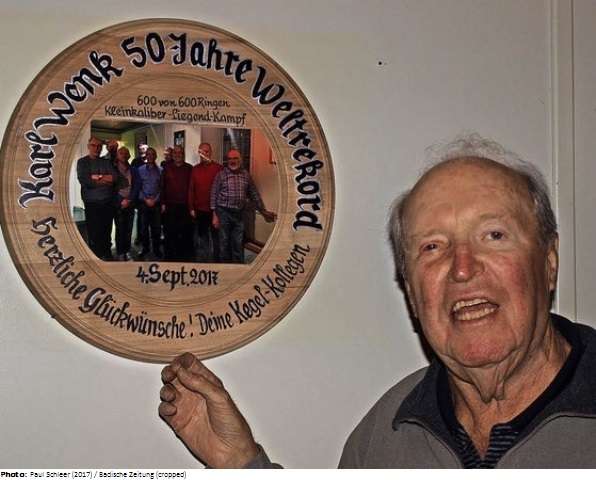 Karl Wenk 50 Jahre Weltrekord
600 von 600 Ringen
Kleinkaliber-Liegend-Kampf
4. Sept. 2017
Herzliche Glückwünsche! Deine Kegel-Kollegen
Photo: Paul Schleer (2017) / Badische Zeitung (cropped)